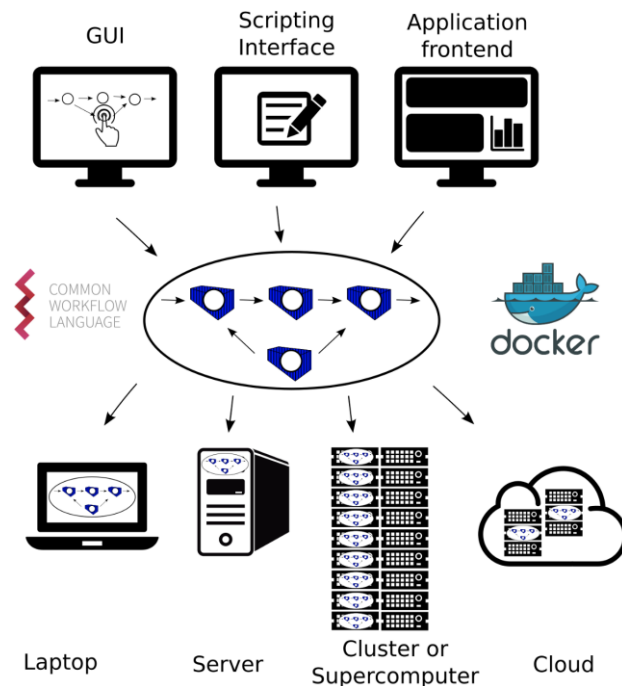 GUI
Scripting
Interface
Application
frontend
COMMON
WORKFLOW
LANGUAGE
docker
Laptop
Server
Cluster or
Supercomputer
Cloud